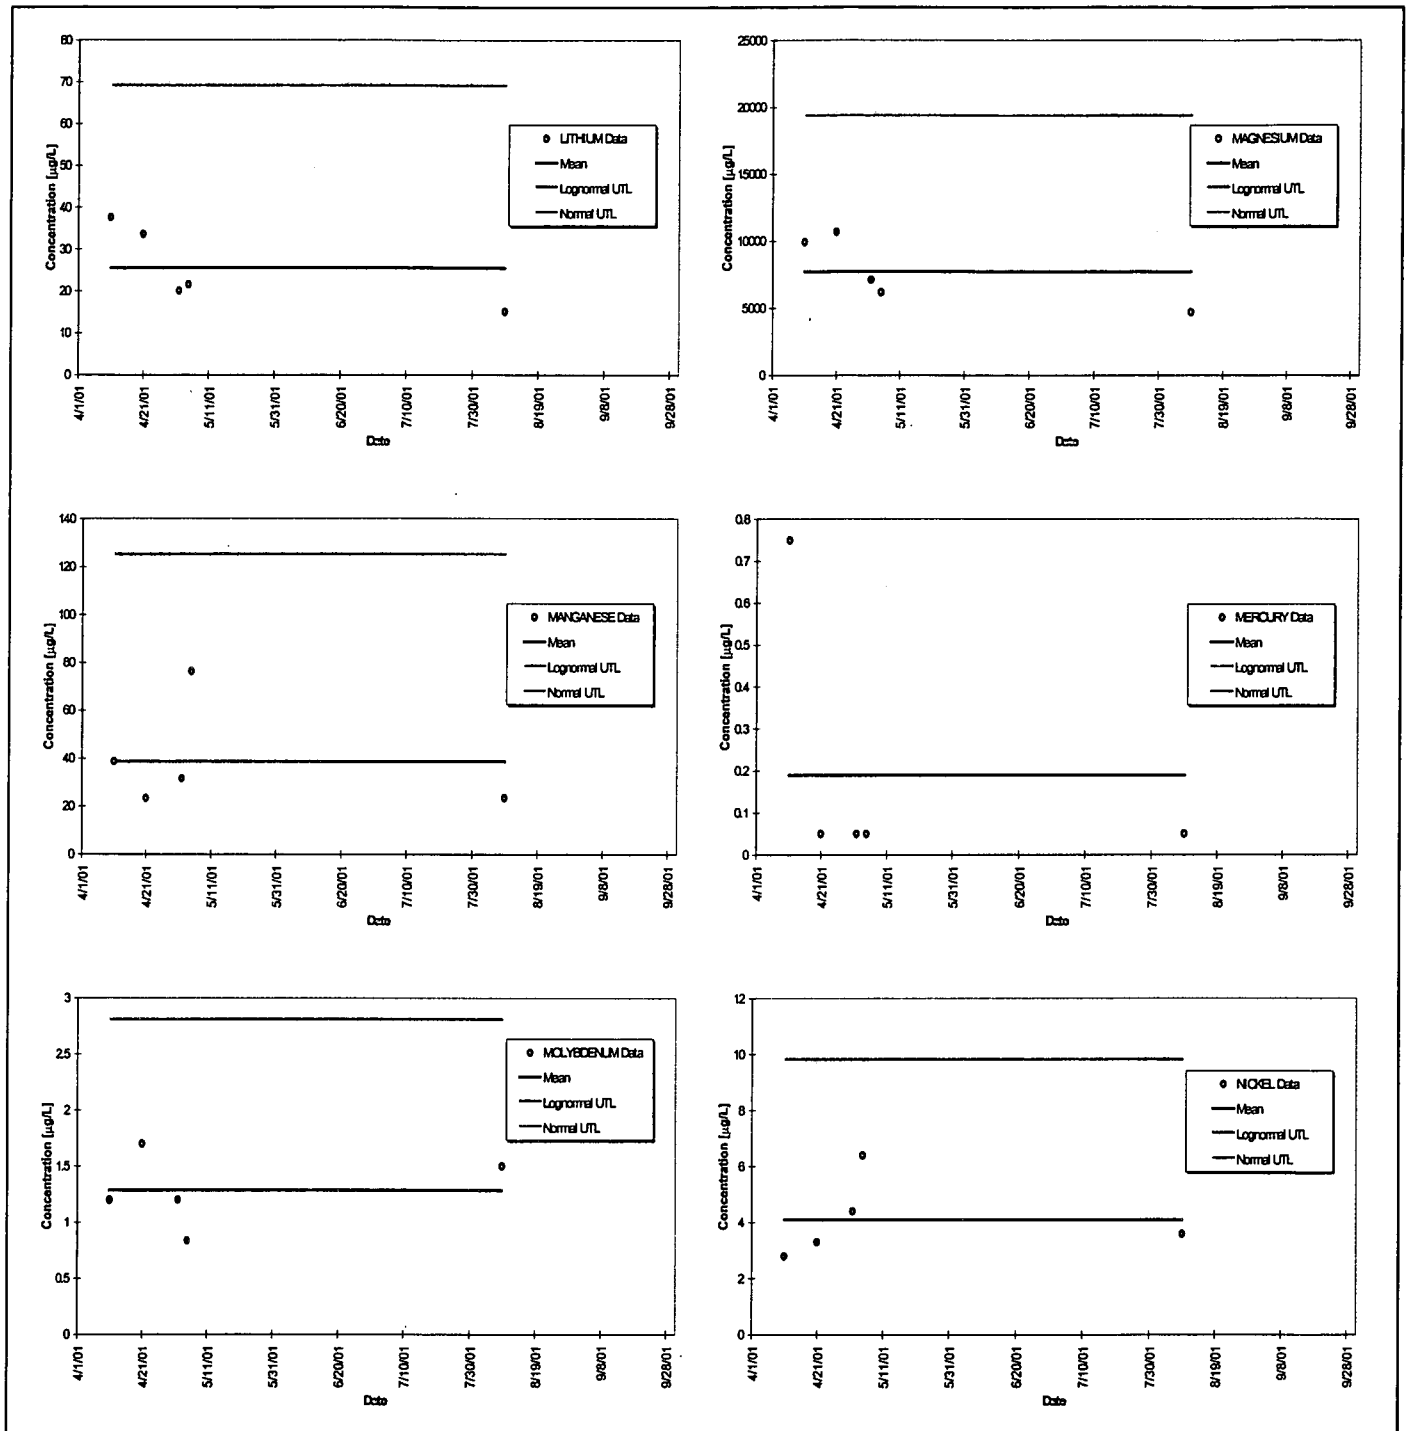 80
70
60
50
40
30
20
10
0
Concentration [µg/L]
4/1/01
4/21/01
5/11/01
5/31/01
6/20/01
7/10/01
7/30/01
8/19/01
9/8/01
9/28/01
Date
LITHIUM Data
Mean
Lognormal UTL
Normal UTL
25000
20000
15000
10000
5000
0
Concentration [µg/L]
4/1/01
4/21/01
5/11/01
5/31/01
6/20/01
7/10/01
7/30/01
8/19/01
9/8/01
9/28/01
Date
MAGNESIUM Data
Mean
Lognormal UTL
Normal UTL
140
120
100
80
60
40
20
0
Concentration [µg/L]
4/1/01
4/21/01
5/11/01
5/31/01
6/20/01
7/10/01
7/30/01
8/19/01
9/8/01
9/28/01
Date
MANGANESE Data
Mean
Lognormal UTL
Normal UTL
0.8
0.7
0.6
0.5
0.4
0.3
0.2
0.1
0
Concentration [µg/L]
4/1/01
4/21/01
5/11/01
5/31/01
6/20/01
7/10/01
7/30/01
8/19/01
9/8/01
9/28/01
Date
MERCURY Data
Mean
Lognormal UTL
Normal UTL
3
2.5
2
1.5
1
0.5
0
Concentration [µg/L]
4/1/01
4/21/01
5/11/01
5/31/01
6/20/01
7/10/01
7/30/01
8/19/01
9/8/01
9/28/01
Date
MOLYBDENUM Data
Mean
Lognormal UTL
Normal UTL
12
10
8
6
4
2
0
Concentration [µg/L]
4/1/01
4/21/01
5/11/01
5/31/01
6/20/01
7/10/01
7/30/01
8/19/01
9/8/01
9/28/01
Date
NICKEL Data
Mean
Lognormal UTL
Normal UTL